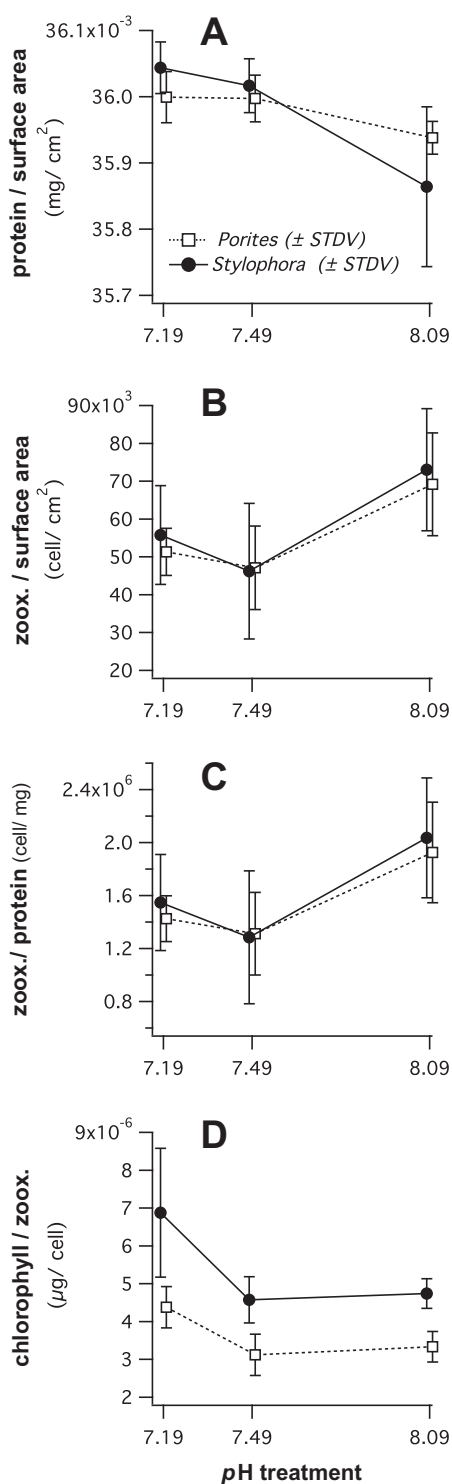 A
protein / surface area
(mg/ cm²)
36.1x10⁻³
36.0
35.9
35.8
35.7
Porites (± STDV)
Stylophora (± STDV)
7.19 7.49 8.09
B
zoox. / surface area
(cell/ cm²)
90x10³
80
70
60
50
40
30
20
7.19 7.49 8.09
C
zoox./ protein (cell/ mg)
2.4x10⁶
2.0
1.6
1.2
0.8
7.19 7.49 8.09
D
chlorophyll / zoox.
(µg/ cell)
9x10⁻⁶
8
7
6
5
4
3
2
7.19 7.49 8.09
pH treatment